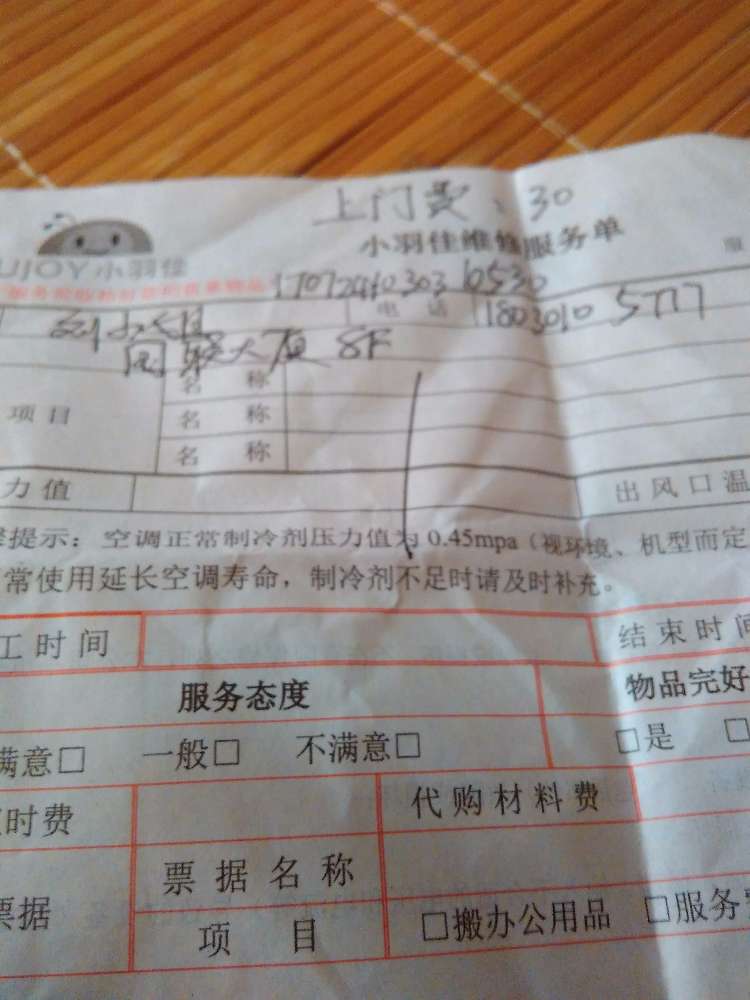 上门费：30
小羽佳维修服务单
UJOY小羽佳
电话
国联大厦 8F
名 称
项目 名 称
名 称
力值 出风口温
提示：空调正常制冷剂压力值为0.45mpa（视环境、机型而定
常使用延长空调寿命，制冷剂不足时请及时补充。
工时间 结束时间
服务态度 物品完好
满意□ 一般□ 不满意□ □是 □
时费 代购材料费
票据 票据名称
项 目 □搬办公用品 □服务